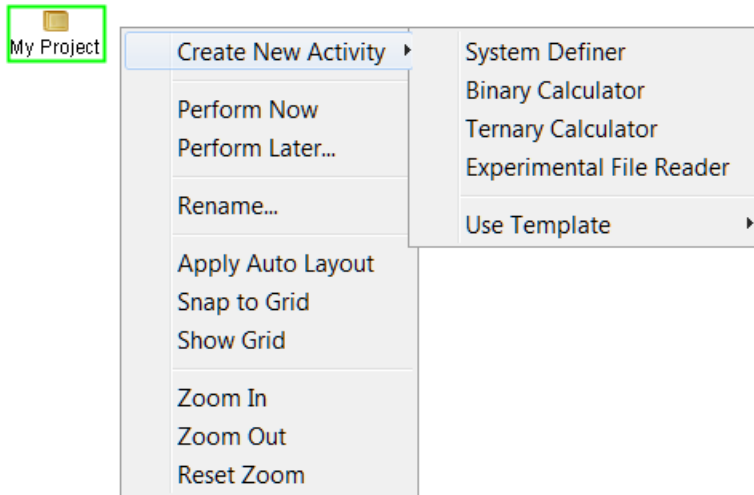 My Project
Create New Activity
Perform Now
Perform Later...
Rename...
Apply Auto Layout
Snap to Grid
Show Grid
Zoom In
Zoom Out
Reset Zoom
System Definer
Binary Calculator
Ternary Calculator
Experimental File Reader
Use Template